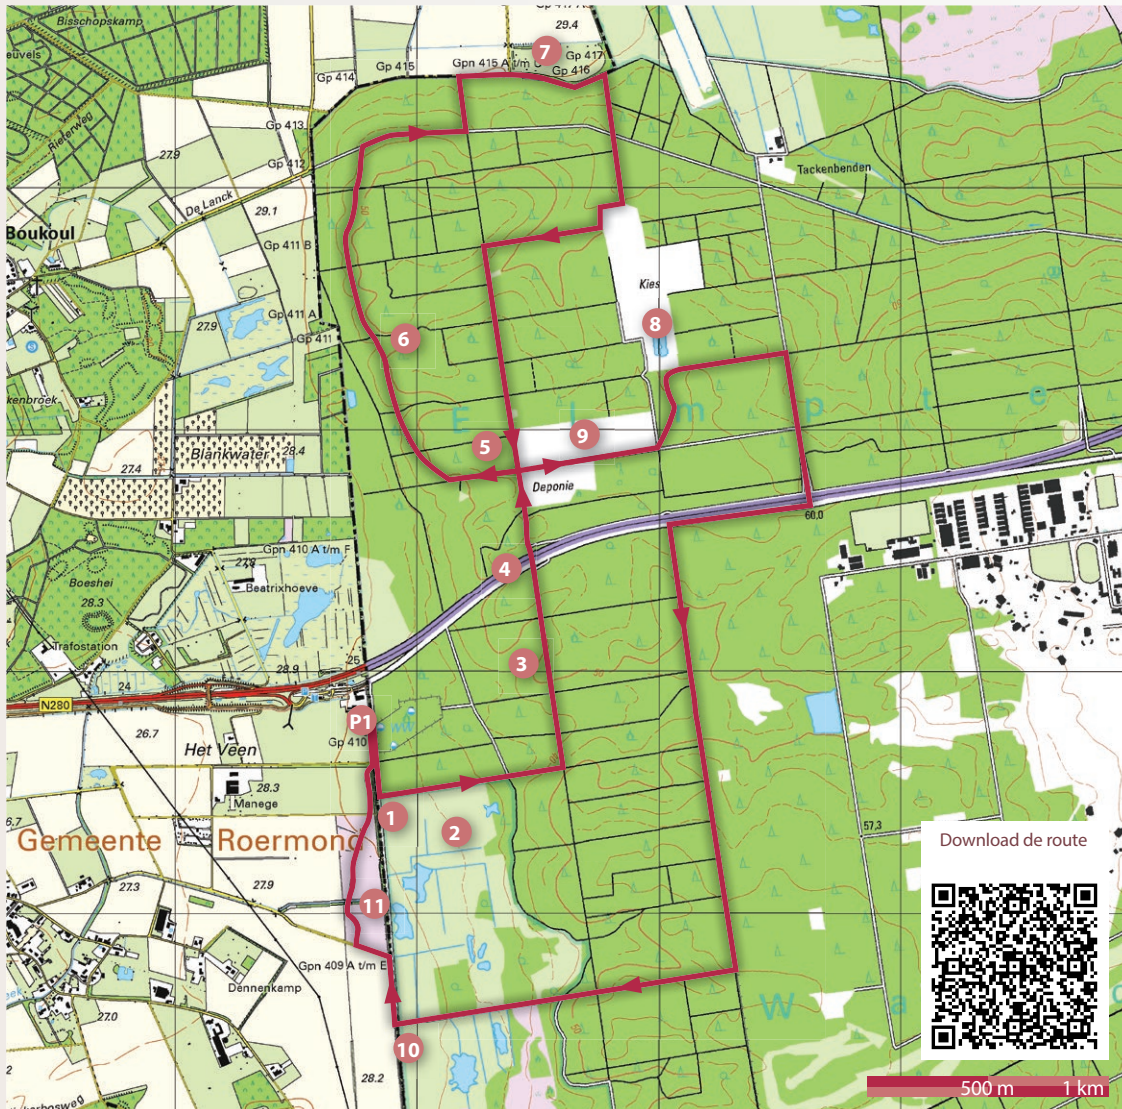 Bisschopskamp
29.4
7
Gp 417
Gp 415
Gpn 415 A t/m C
Gp 416
Gp 414
Rieterweg
Gp 413
27.9
Gp 412
Tackenbenden
De Lanck
29.1
Boukoul
Gp 411 B
Kies
Gp 411 A
27.9
8
Gp 411
6
E l m p t e
kenbroek
9
5
Blankwater
28.4
27.4
Deponie
60,0
Gpn 410 A t/m F
27.8
4
Boeshei
Beatrixhoeve
28.3
Trafostation
3
25
28.9
24
N280
P1
WW
26.7
Gp 410
Het Veen
28.3
Manege
1
2
57,3
Gemeente Roermond
Download de route
27.3
27.9
11
Gpn 409 A t/m E
Dennenkamp
W a
27.0
10
28.2
500 m 1 km